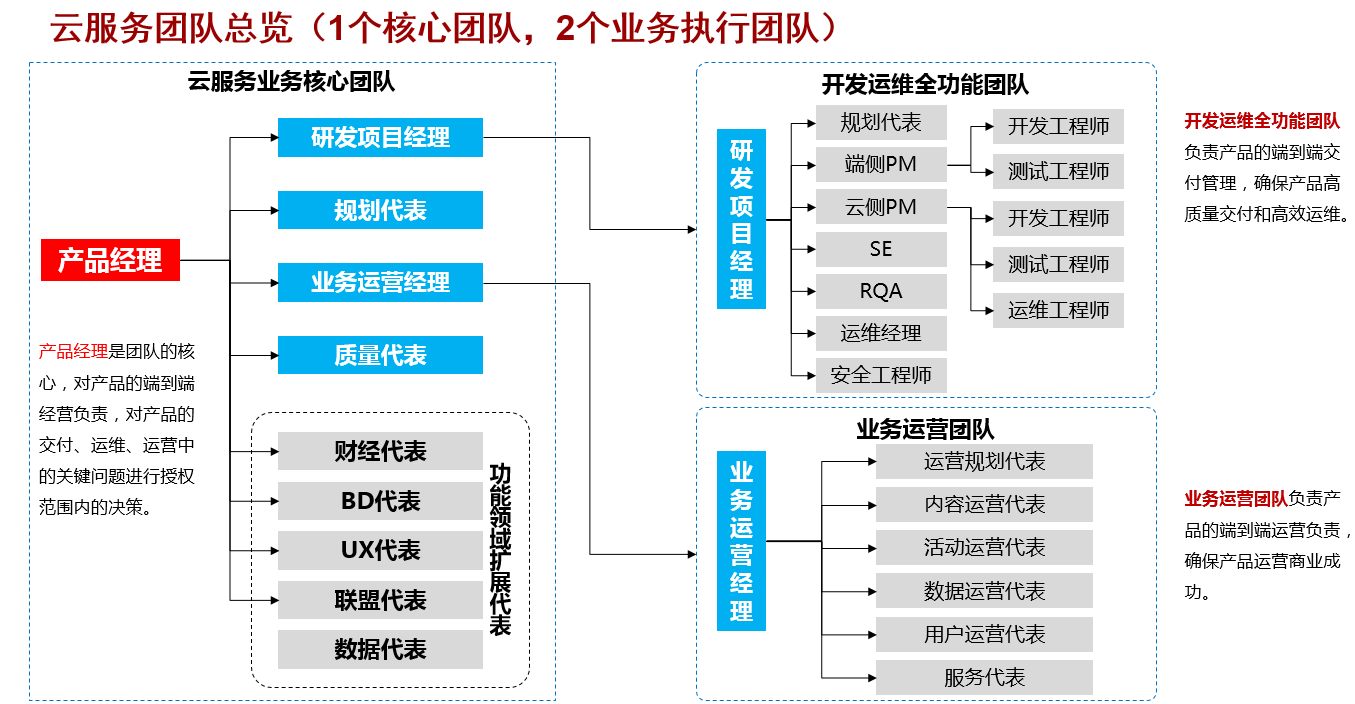 云服务团队总览（1个核心团队，2个业务执行团队）
云服务业务核心团队
产品经理
产品经理是团队的核
心，对产品的端到端
经营负责，对产品的
交付、运维、运营中
的关键问题进行授权
范围内的决策。
研发项目经理
规划代表
业务运营经理
质量代表
财经代表
BD代表
UX代表
联盟代表
数据代表
功能领域扩展代表
开发运维全功能团队
研发项目经理
规划代表
端侧PM
云侧PM
SE
RQA
运维经理
安全工程师
开发工程师
测试工程师
开发工程师
测试工程师
运维工程师
开发运维全功能团队
负责产品的端到端交
付管理，确保产品高
质量交付和高效运维。
业务运营团队
业务运营经理
运营规划代表
内容运营代表
活动运营代表
数据运营代表
用户运营代表
服务代表
业务运营团队负责产
品的端到端运营负责，
确保产品运营商业成
功。